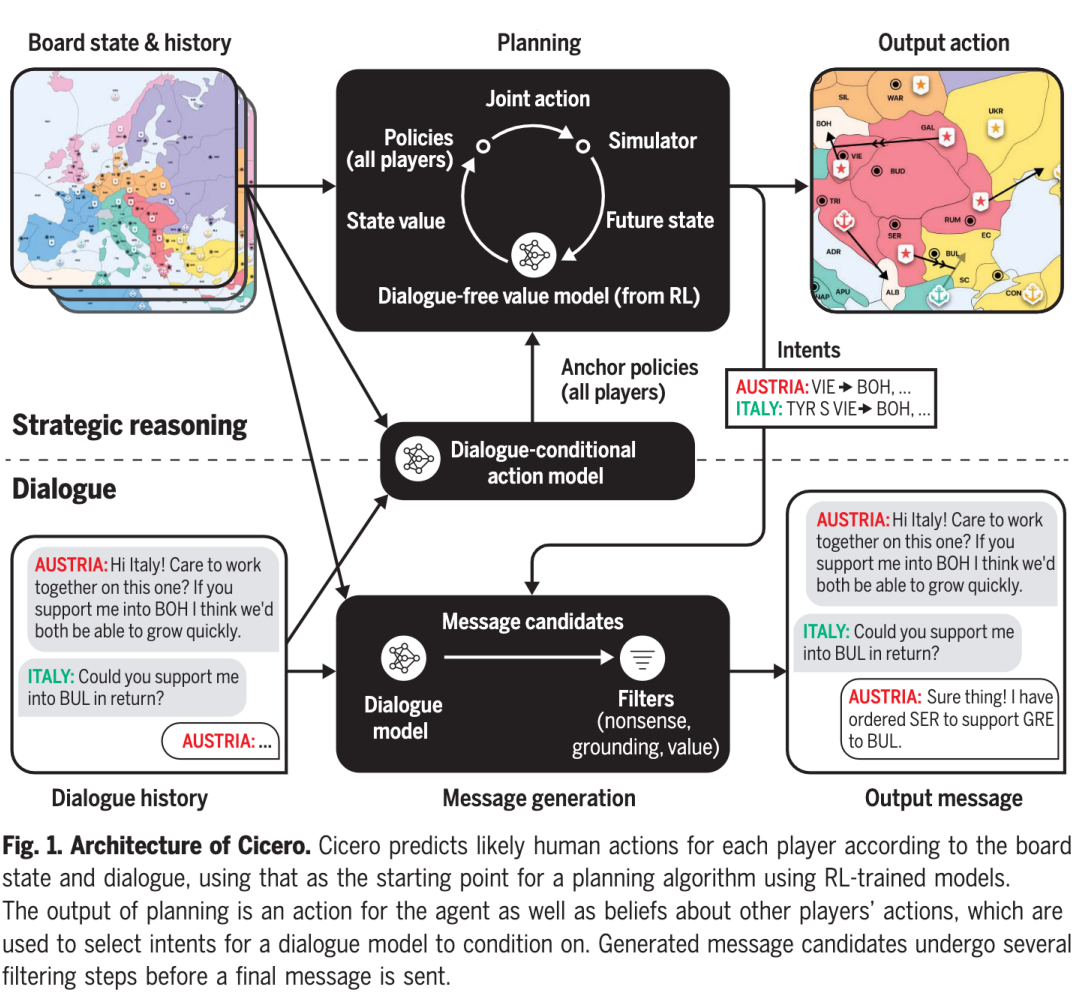 Board state & history
Planning
Output action
Joint action
Policies
(all players)
Simulator
State value
Future state
Dialogue-free value model (from RL)
SIL
WAR
UKR
BOH
GAL
VIE
BUD
TRI
RUM
SER
EC
ADR
BUL
SC
NAP
APU
ALB
CON
Anchor policies
(all players)
Intents
AUSTRIA: VIE ➔ BOH, ...
ITALY: TYR S VIE ➔ BOH, ...
Strategic reasoning
Dialogue-conditional
action model
Dialogue
AUSTRIA: Hi Italy! Care to work
together on this one? If you
support me into BOH I think we'd
both be able to grow quickly.
ITALY: Could you support me
into BUL in return?
AUSTRIA: ...
Dialogue history
Message candidates
Dialogue
model
Filters
(nonsense,
grounding, value)
Message generation
AUSTRIA: Hi Italy! Care to work
together on this one? If you
support me into BOH I think we'd
both be able to grow quickly.
ITALY: Could you support me
into BUL in return?
AUSTRIA: Sure thing! I have
ordered SER to support GRE
to BUL.
Output message
Fig. 1. Architecture of Cicero. Cicero predicts likely human actions for each player according to the board
state and dialogue, using that as the starting point for a planning algorithm using RL-trained models.
The output of planning is an action for the agent as well as beliefs about other players' actions, which are
used to select intents for a dialogue model to condition on. Generated message candidates undergo several
filtering steps before a final message is sent.